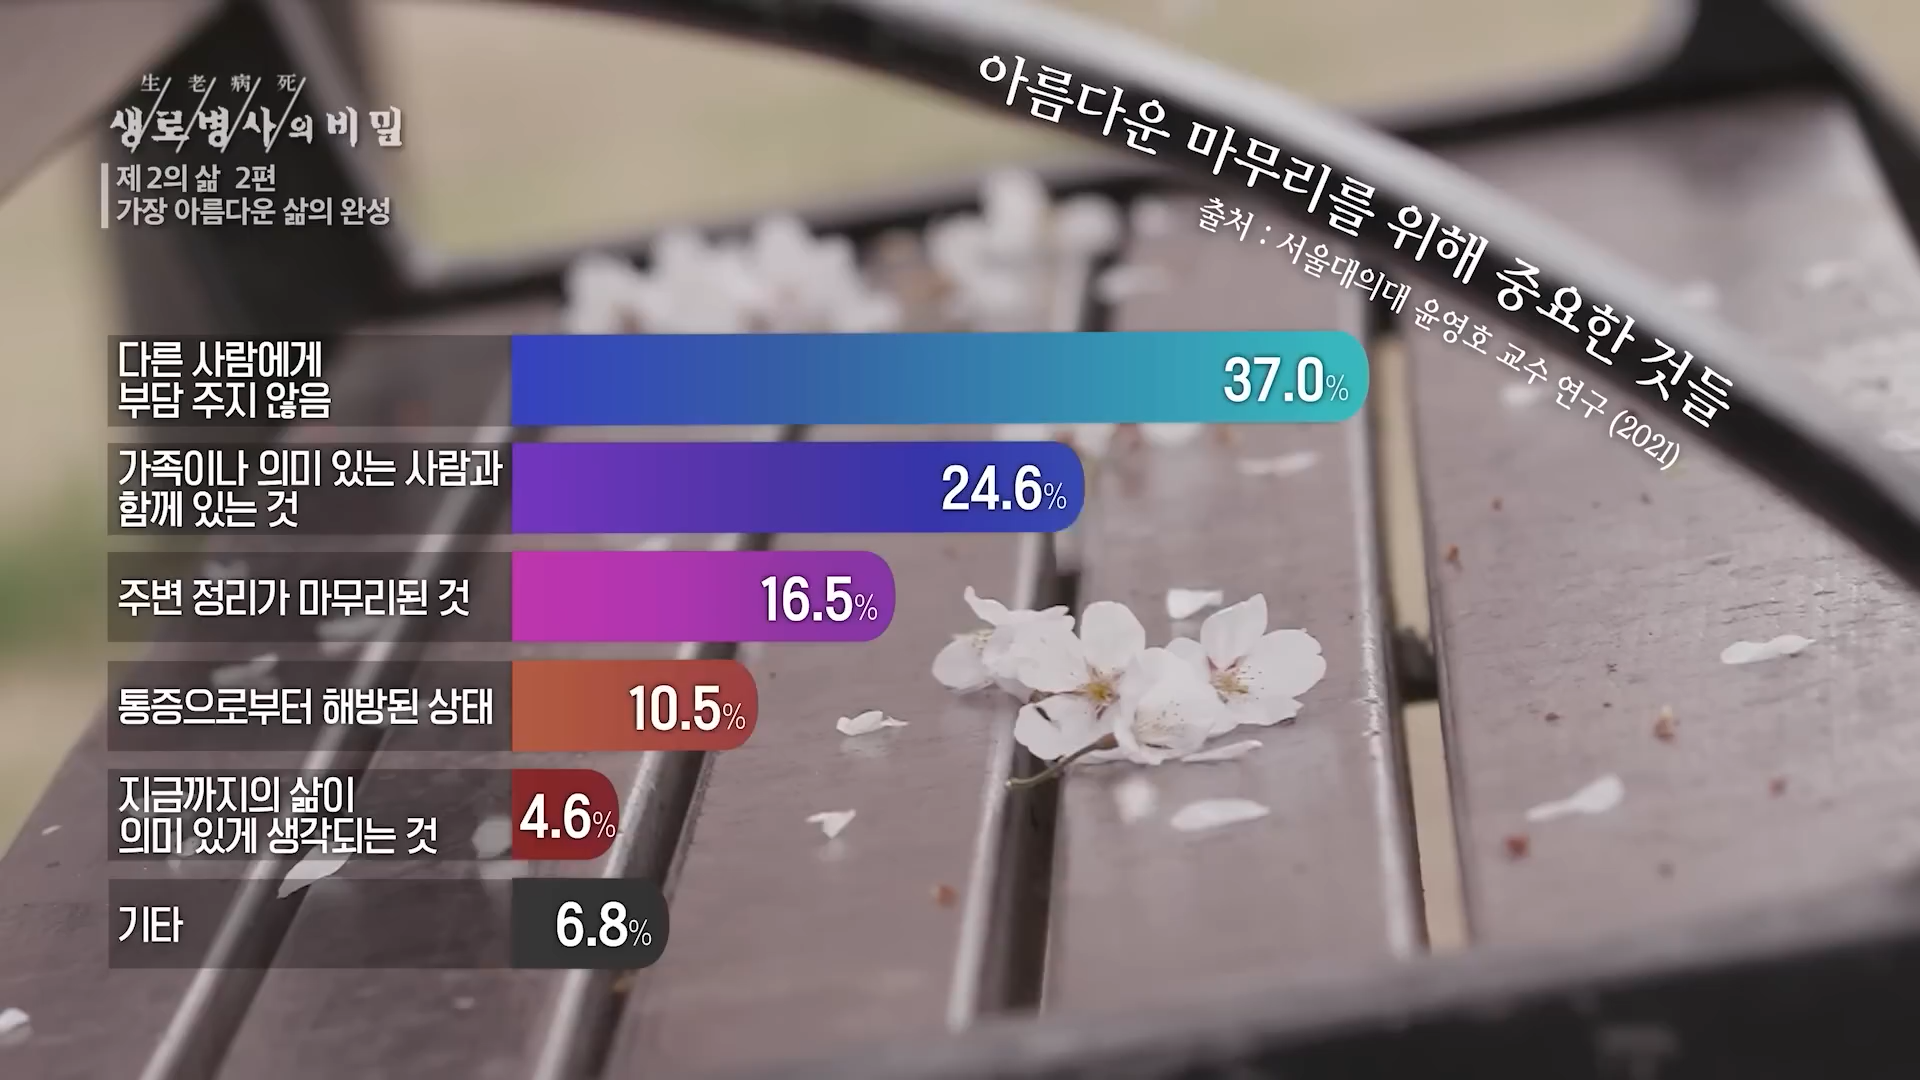 生 老 病 死
생로병사의 비밀
제2의 삶 2편
가장 아름다운 삶의 완성
아름다운 마무리를 위해 중요한 것들
출처 : 서울대의대 윤영호 교수 연구 (2021)
다른 사람에게
부담 주지 않음
37.0%
가족이나 의미 있는 사람과
함께 있는 것
24.6%
주변 정리가 마무리된 것
16.5%
통증으로부터 해방된 상태
10.5%
지금까지의 삶이
의미 있게 생각되는 것
4.6%
기타
6.8%